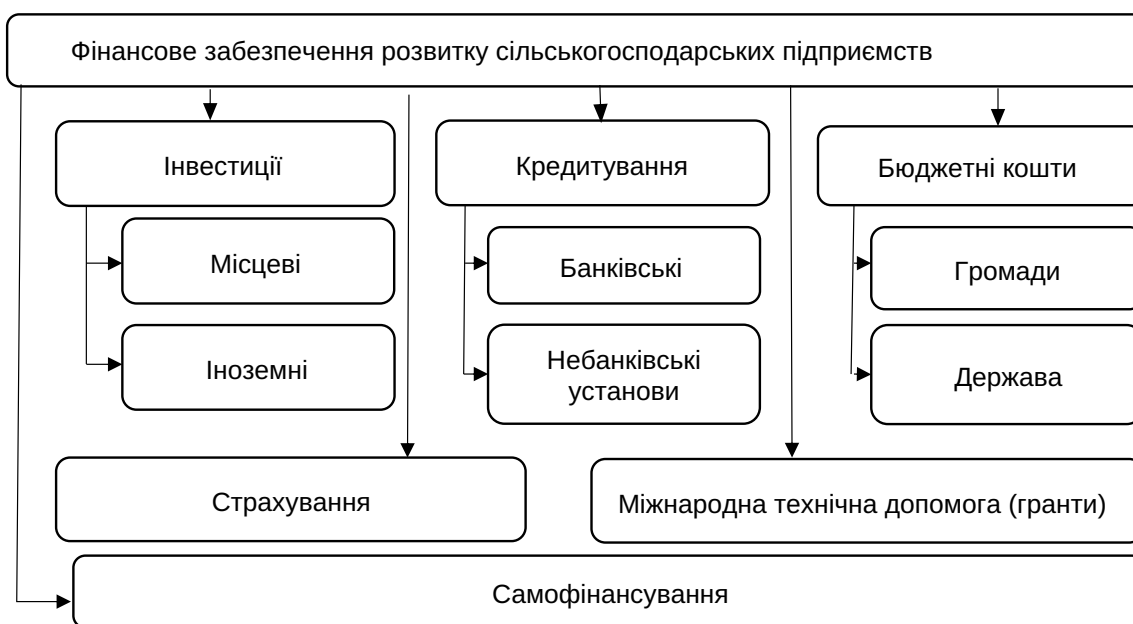 Фінансове забезпечення розвитку сільськогосподарських підприємств
Інвестиції
Кредитування
Бюджетні кошти
Місцеві
Банківські
Громади
Іноземні
Небанківські
установи
Держава
Страхування
Міжнародна технічна допомога (гранти)
Самофінансування